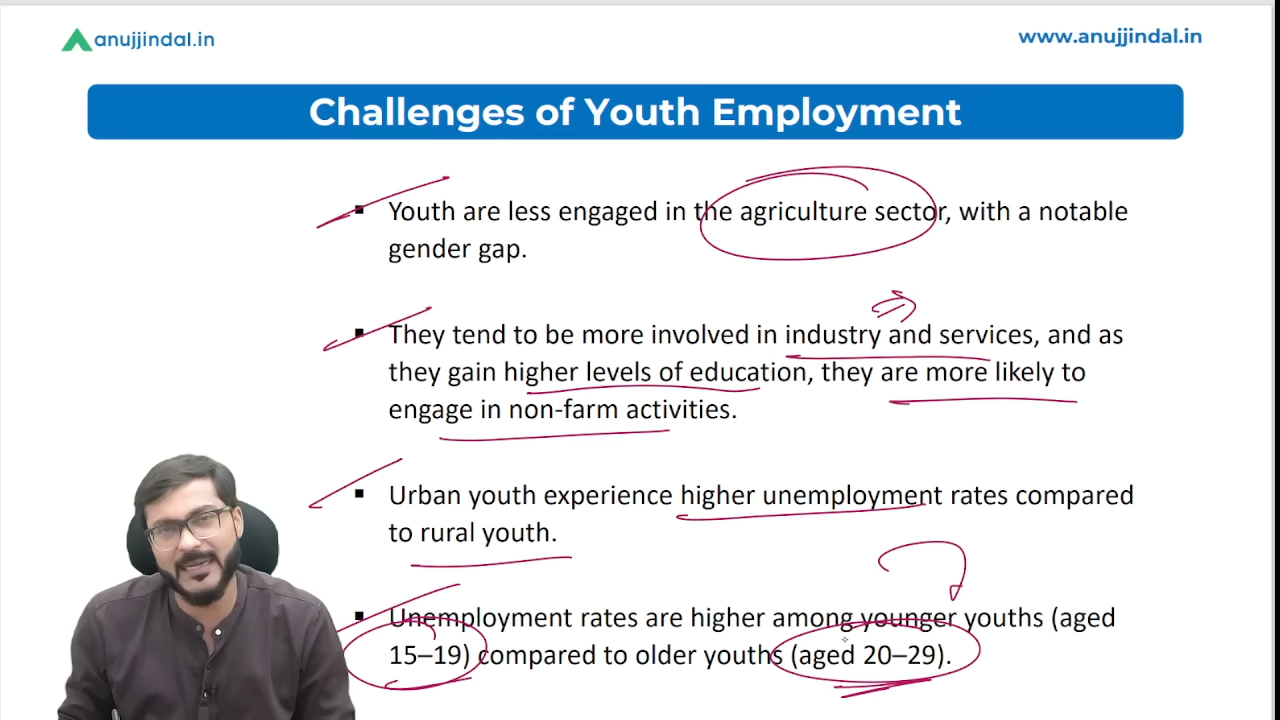 anujjindal.in
www.anujjindal.in
Challenges of Youth Employment
▪ Youth are less engaged in the agriculture sector, with a notable
gender gap.
▪ They tend to be more involved in industry and services, and as
they gain higher levels of education, they are more likely to
engage in non-farm activities.
▪ Urban youth experience higher unemployment rates compared
to rural youth.
▪ Unemployment rates are higher among younger youths (aged
15–19) compared to older youths (aged 20–29).